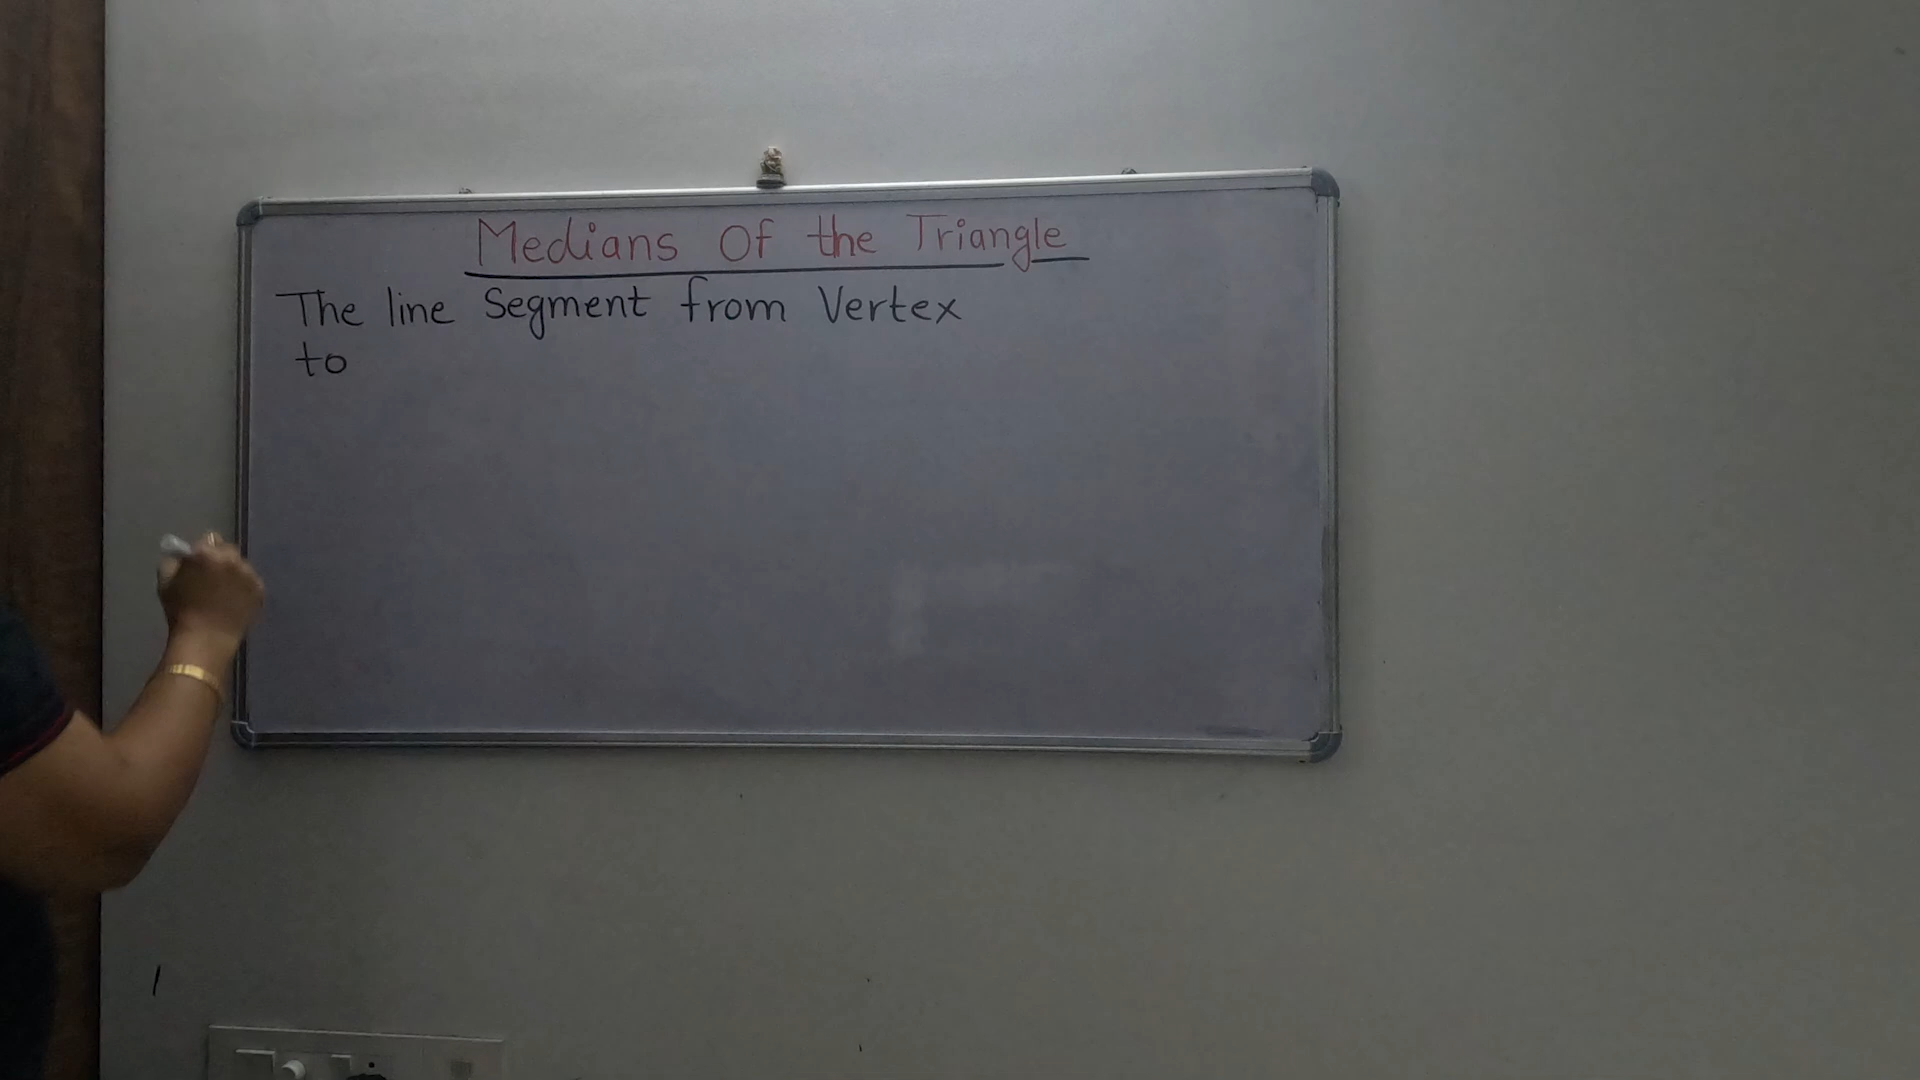 Medians Of the Triangle
The line Segment from Vertex
to